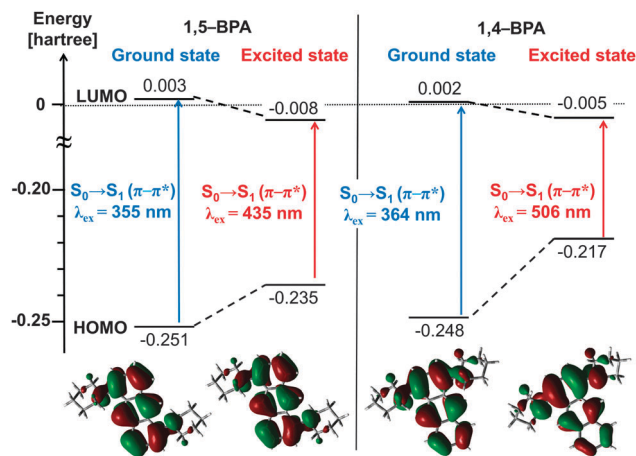 Energy
[hartree]
1,5–BPA
1,4–BPA
Ground state
Excited state
Ground state
Excited state
LUMO
0.003
-0.008
0.002
-0.005
0
≈
-0.20
S₀→S₁ (π–π*)
λₑₓ = 355 nm
S₀→S₁ (π–π*)
λₑₓ = 435 nm
S₀→S₁ (π–π*)
λₑₓ = 364 nm
S₀→S₁ (π–π*)
λₑₓ = 506 nm
-0.217
-0.235
-0.25
HOMO
-0.251
-0.248